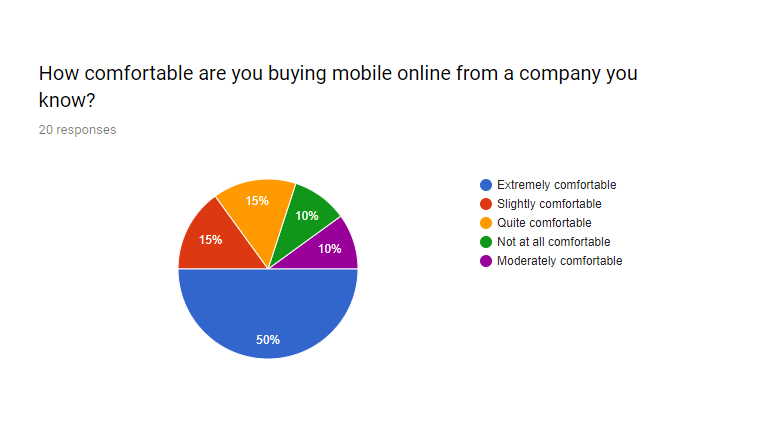 How comfortable are you buying mobile online from a company you
know?
20 responses
15%
10%
15%
10%
50%
Extremely comfortable
Slightly comfortable
Quite comfortable
Not at all comfortable
Moderately comfortable